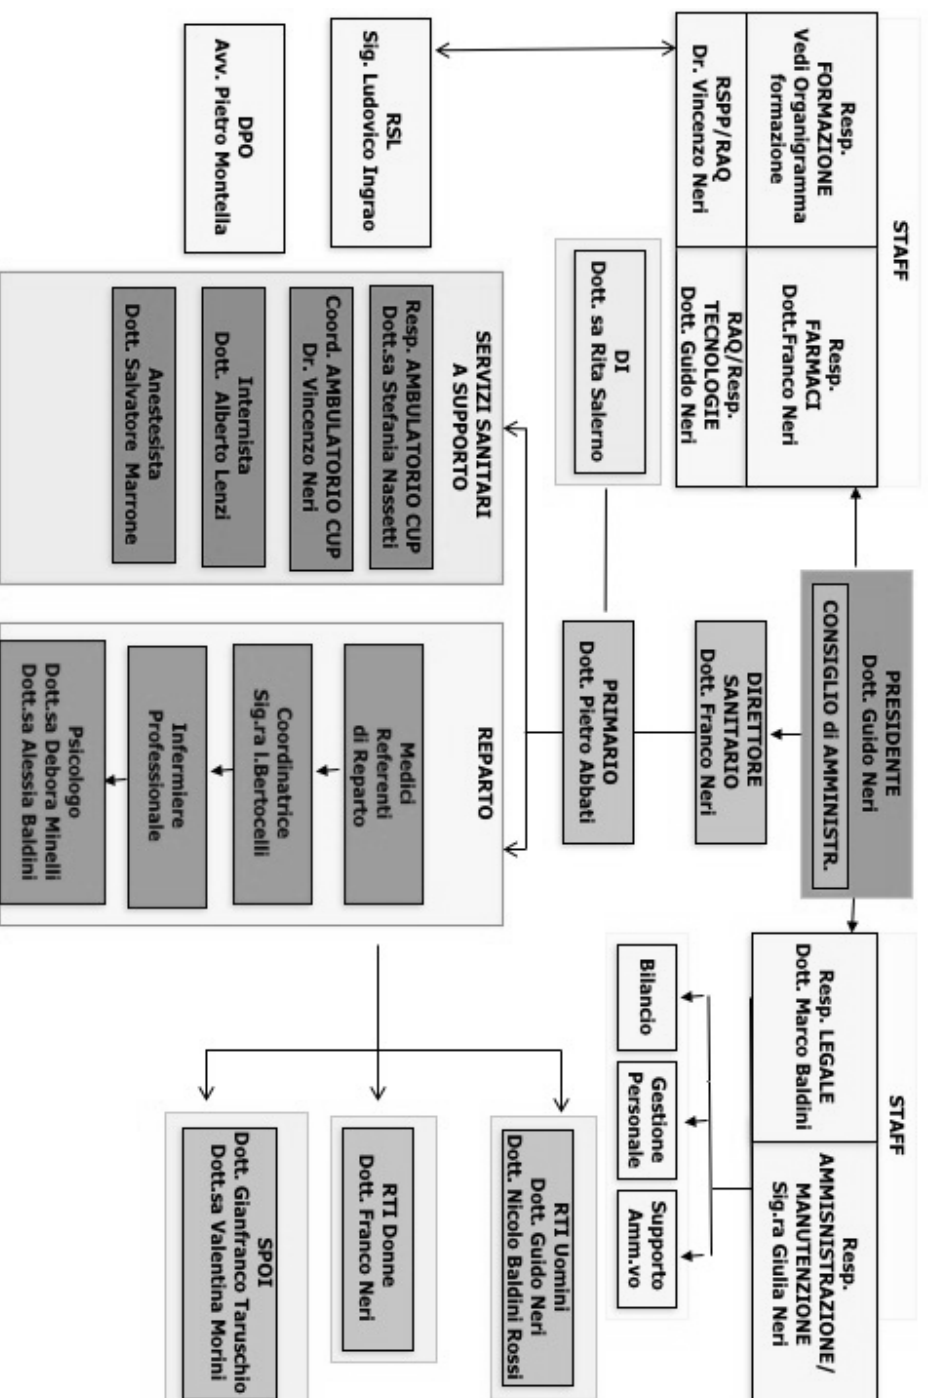 PRESIDENTE
Dott. Guido Neri
CONSIGLIO di AMMINISTR.
STAFF
Resp.
FORMAZIONE
Vedi Organigramma
formazione
Resp.
FARMACI
Dott.Franco Neri
RSPP/RAQ
Dr. Vincenzo Neri
RAQ/Resp.
TECNOLOGIE
Dott. Guido Neri
STAFF
Resp. LEGALE
Dott. Marco Baldini
Resp.
AMMISNISTRAZIONE/
MANUTENZIONE
Sig.ra Giulia Neri
DIRETTORE
SANITARIO
Dott. Franco Neri
Bilancio
Gestione
Personale
Supporto
Amm.vo
RSL
Sig. Ludovico Ingrao
DI
Dott. sa Rita Salerno
PRIMARIO
Dott. Pietro Abbati
DPO
Avv. Pietro Montella
SERVIZI SANITARI
A SUPPORTO
Resp. AMBULATORIO CUP
Dott.sa Stefania Nassetti
Coord. AMBULATORIO CUP
Dr. Vincenzo Neri
Internista
Dott. Alberto Lenzi
Anestesista
Dott. Salvatore Marrone
REPARTO
Medici
Referenti
di Reparto
Coordinatrice
Sig.ra I.Bertocelli
Infermiere
Professionale
Psicologo
Dott.sa Debora Minelli
Dott.sa Alessia Baldini
RTI Uomini
Dott. Guido Neri
Dott. Nicolo Baldini Rossi
RTI Donne
Dott. Franco Neri
SPOI
Dott. Gianfranco Taruschio
Dott.sa Valentina Morini